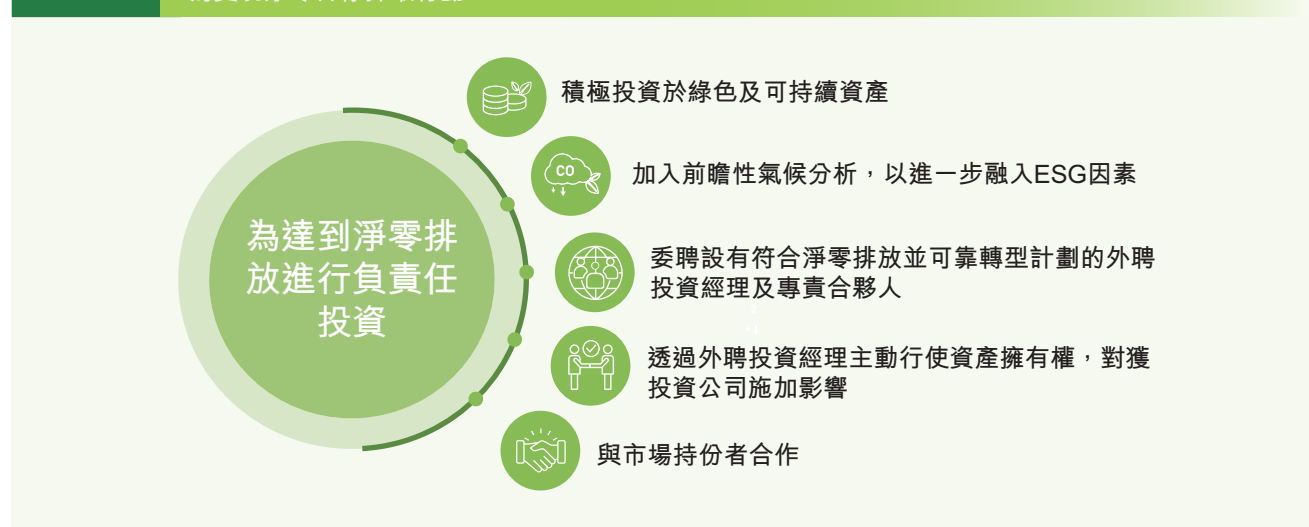 為達到淨零排
放進行負責任
投資
積極投資於綠色及可持續資產
CO
加入前瞻性氣候分析，以進一步融入ESG因素
委聘設有符合淨零排放並可靠轉型計劃的外聘
投資經理及專責合夥人
透過外聘投資經理主動行使資產擁有權，對獲
投資公司施加影響
與市場持份者合作